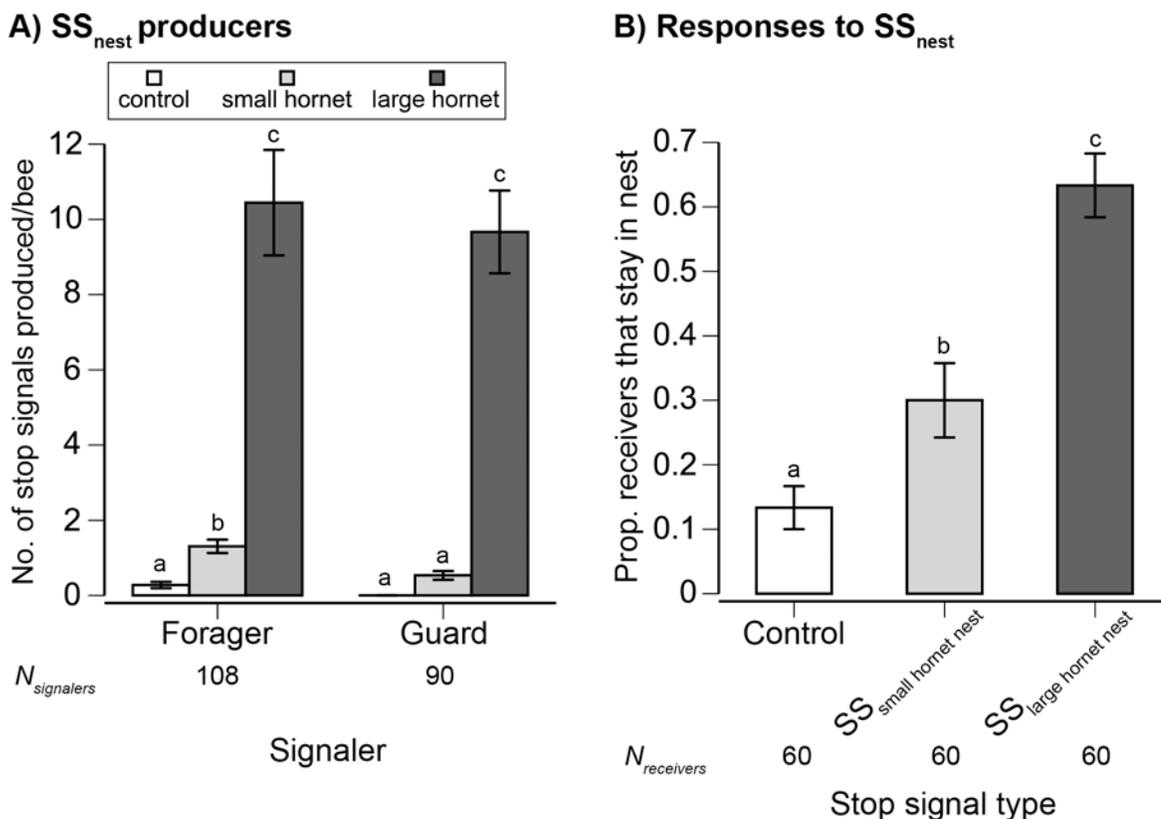 A) SSnest producers
control small hornet large hornet
No. of stop signals produced/bee
12
10
8
6
4
2
0
a
b
c
a
a
c
Forager Guard
Nsignalers 108 90
Signaler
B) Responses to SSnest
Prop. receivers that stay in nest
0.7
0.6
0.5
0.4
0.3
0.2
0.1
0
a
b
c
Control
SS small hornet nest
SS large hornet nest
Nreceivers 60 60 60
Stop signal type